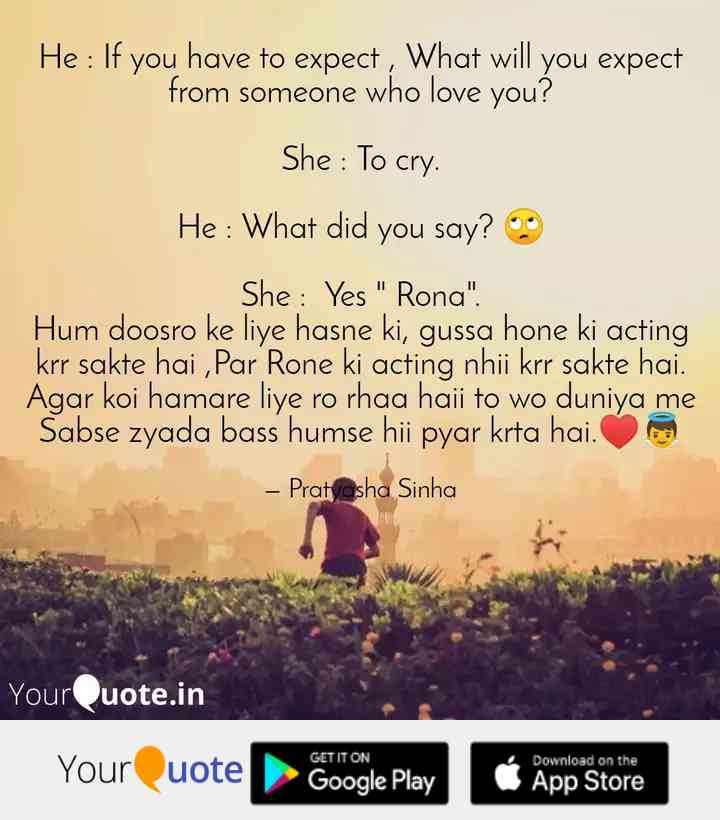 He : If you have to expect , What will you expect
from someone who love you?
She : To cry.
He : What did you say? 🙄
She : Yes " Rona".
Hum doosro ke liye hasne ki, gussa hone ki acting
krr sakte hai ,Par Rone ki acting nhii krr sakte hai.
Agar koi hamare liye ro rhaa haii to wo duniya me
Sabse zyada bass humse hii pyar krta hai.❤️👼
– Pratyasha Sinha
YourQuote.in
YourQuote
GET IT ON
Google Play
Download on the
App Store